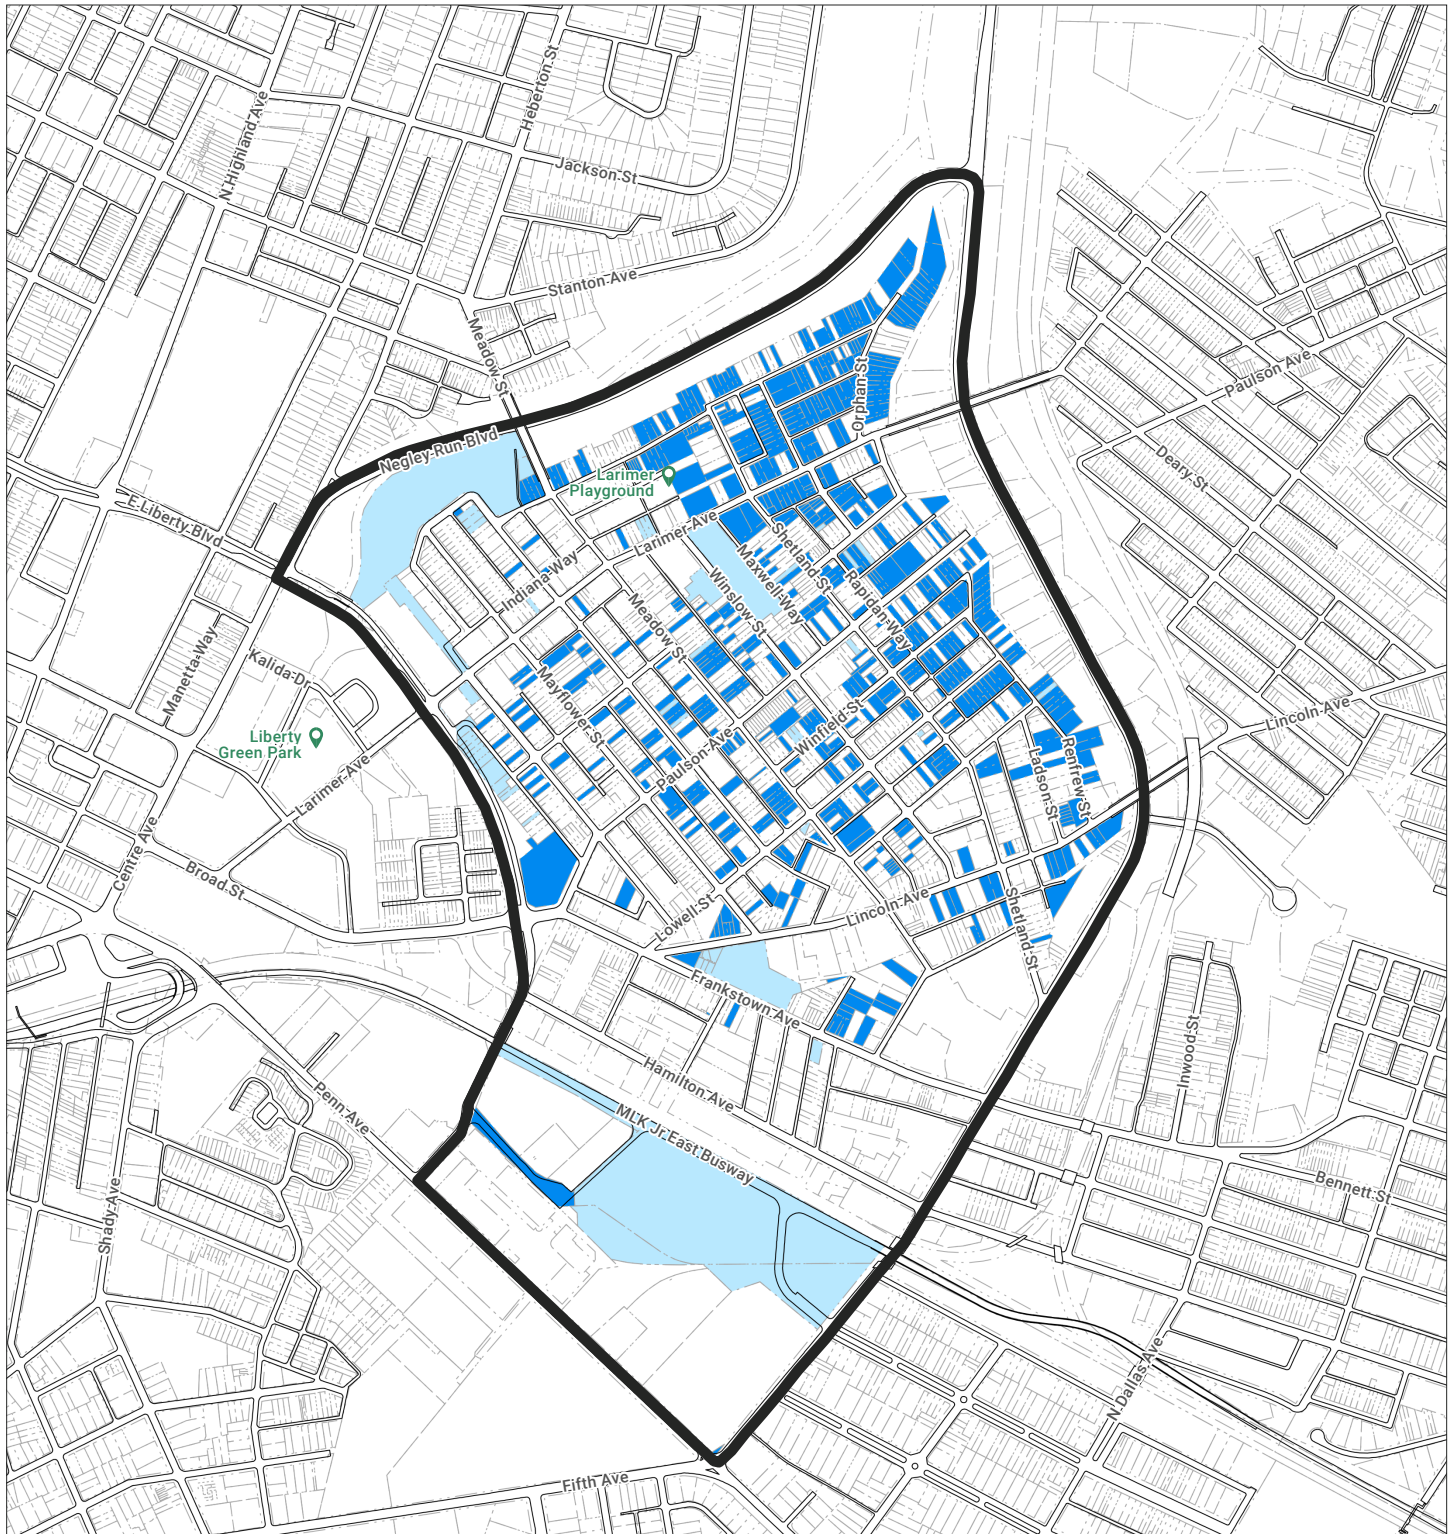 Heberton St
N Highland Ave
Jackson St
Stanton Ave
Meadow St
Paulson Ave
Orphan St
Negley Run Blvd
Deary St
Larimer
Playground
E Liberty Blvd
Larimer Ave
Shetland St
Maxwell Way
Indiana Way
Winslow St
Rapidan Way
Meadow St
Manetta Way
Kalida Dr
Mayflower St
Lincoln Ave
Liberty
Green Park
Winfield St
Paulson Ave
Renfrew St
Ladson St
Larimer Ave
Centre Ave
Broad St
Lowell St
Lincoln Ave
Shetland St
Frankstown Ave
Inwood St
Hamilton Ave
Penn Ave
MLK Jr East Busway
Bennett St
Shady Ave
N Dallas Ave
Fifth Ave